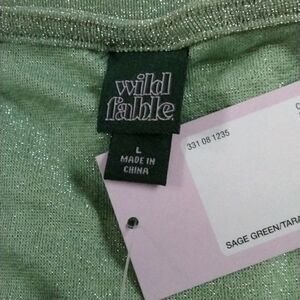 wild
fable
L
MADE IN
CHINA
331 08 1235
SAGE GREEN/TARA